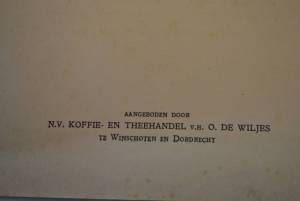 AANGEBODEN DOOR
N.V. KOFFIE- EN THEEHANDEL V.H. O. DE WILJES
TE WINSCHOTEN EN DORDRECHT